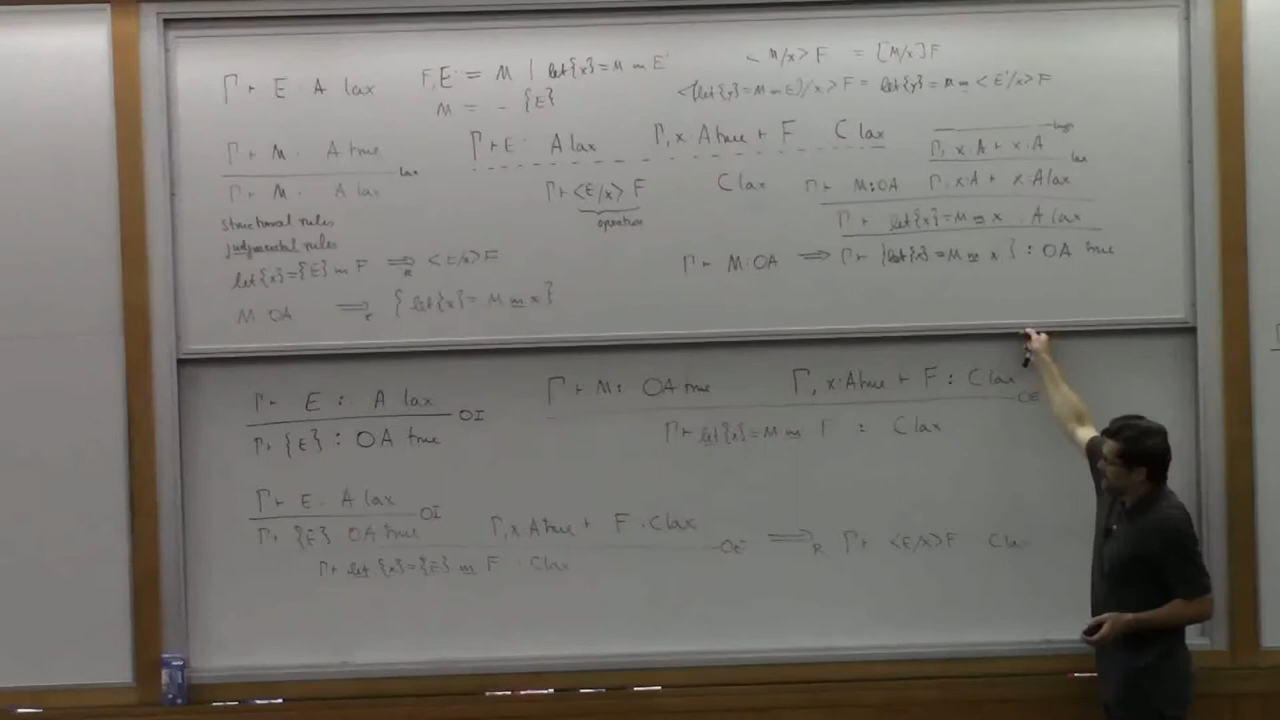 Γ ⊢ E : A lax
F, E := M | let {x} = M in E
M = - {E}
<M/x> F = [M/x] F
<(let {y} = M in E)/x> F = let {y} = M in <E/x> F
Γ ⊢ M : A true
Γ ⊢ M : A lax
lax
Γ ⊢ E : A lax Γ, x:A true ⊢ F C lax
Γ ⊢ <E/x> F C lax
operation
hyp
Γ, x:A ⊢ x:A
lax
Γ ⊢ M:OA Γ, x:A ⊢ x:A lax
Γ ⊢ let {x} = M in x : A lax
structural rules
judgmental rules
let {x} = {E} in F ⟹R <E/x> F
M : OA ⟹E { let {x} = M in x }
Γ ⊢ M:OA ⟹ Γ ⊢ {let {x} = M in x } : OA true
Γ ⊢ E : A lax
OI
Γ ⊢ {E} : OA true
Γ ⊢ M : OA true Γ, x:A true ⊢ F : C lax
OE
Γ ⊢ let {x} = M in F : C lax
Γ ⊢ E : A lax
OI
Γ ⊢ {E} OA true Γ, x:A true ⊢ F : C lax
OE ⟹R Γ ⊢ <E/x> F
Γ ⊢ let {x} = {E} in F : C lax